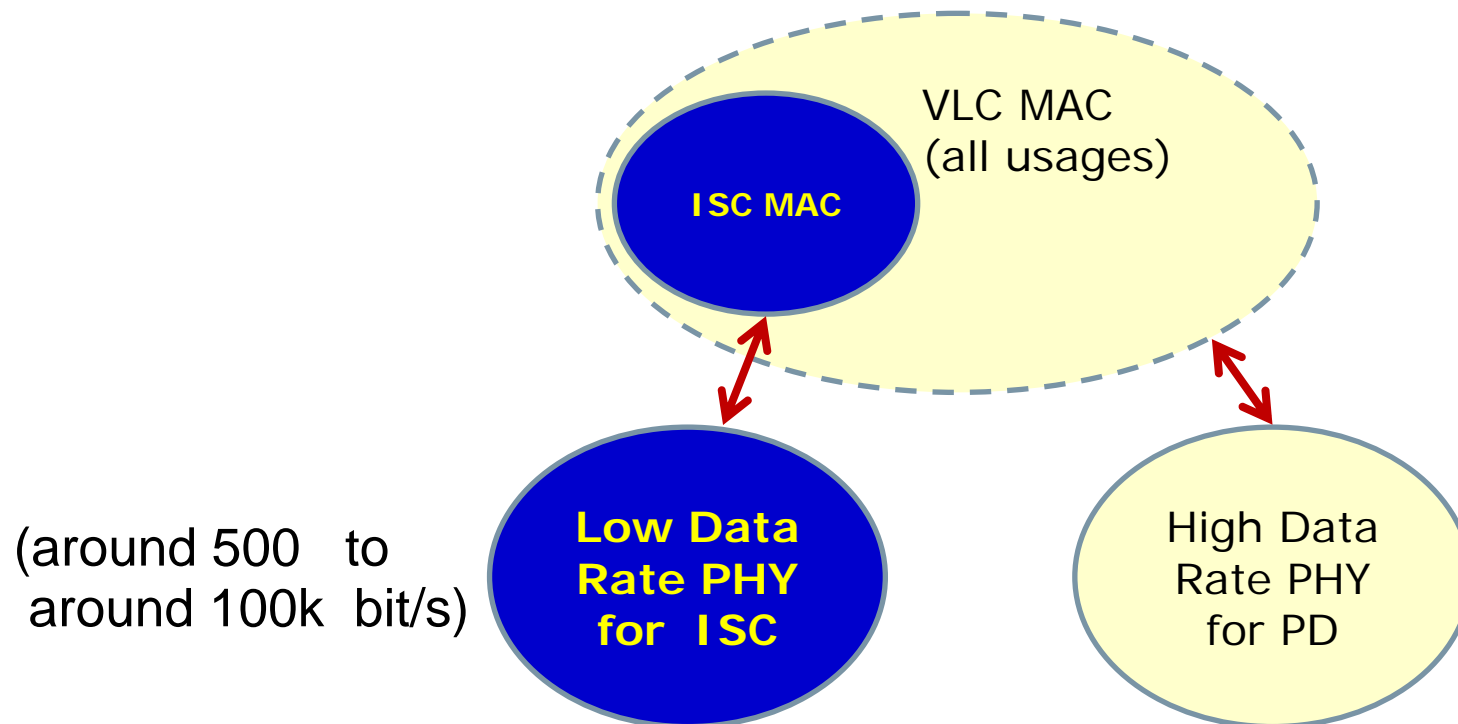 VLC MAC
(all usages)
ISC MAC
(around 500 to
around 100k bit/s)
Low Data
Rate PHY
for ISC
High Data
Rate PHY
for PD